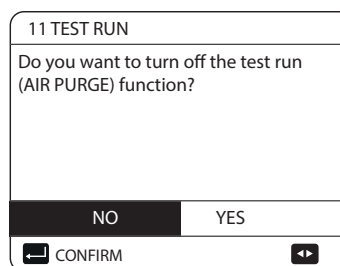 11 TEST RUN
Do you want to turn off the test run
(AIR PURGE) function?
NO YES
CONFIRM